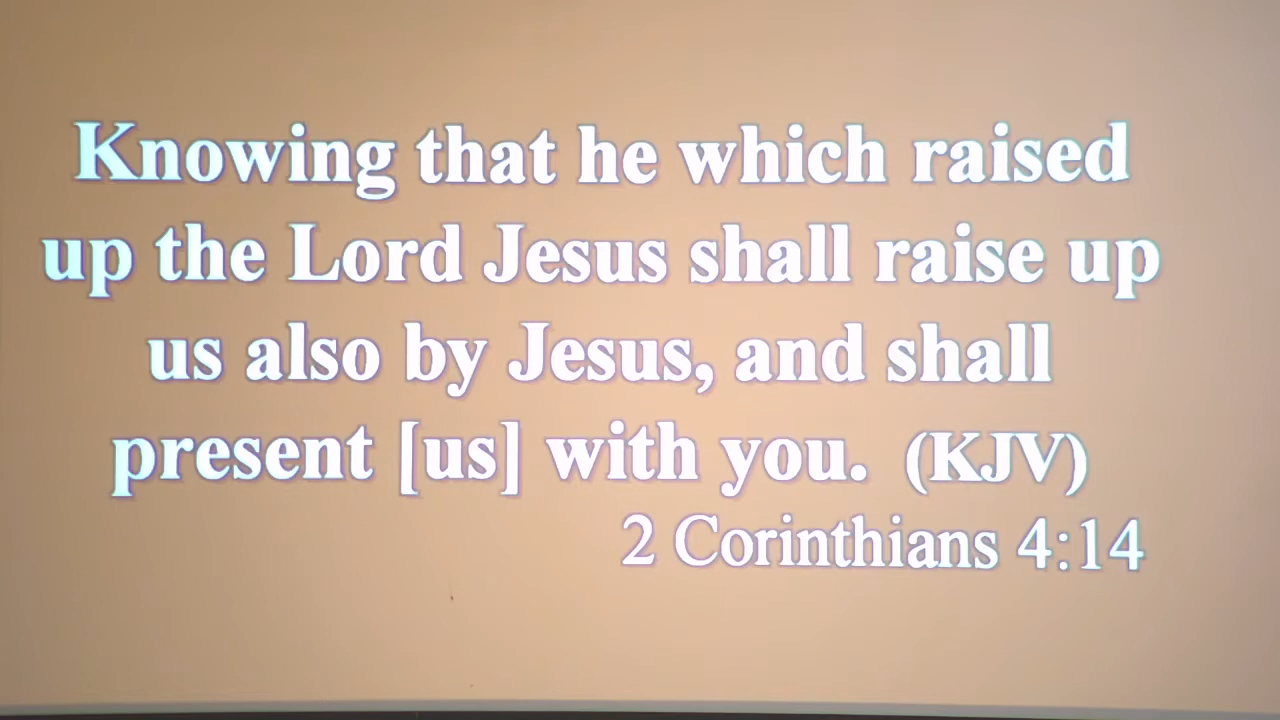 Knowing that he which raised
up the Lord Jesus shall raise up
us also by Jesus, and shall
present [us] with you. (KJV)
2 Corinthians 4:14